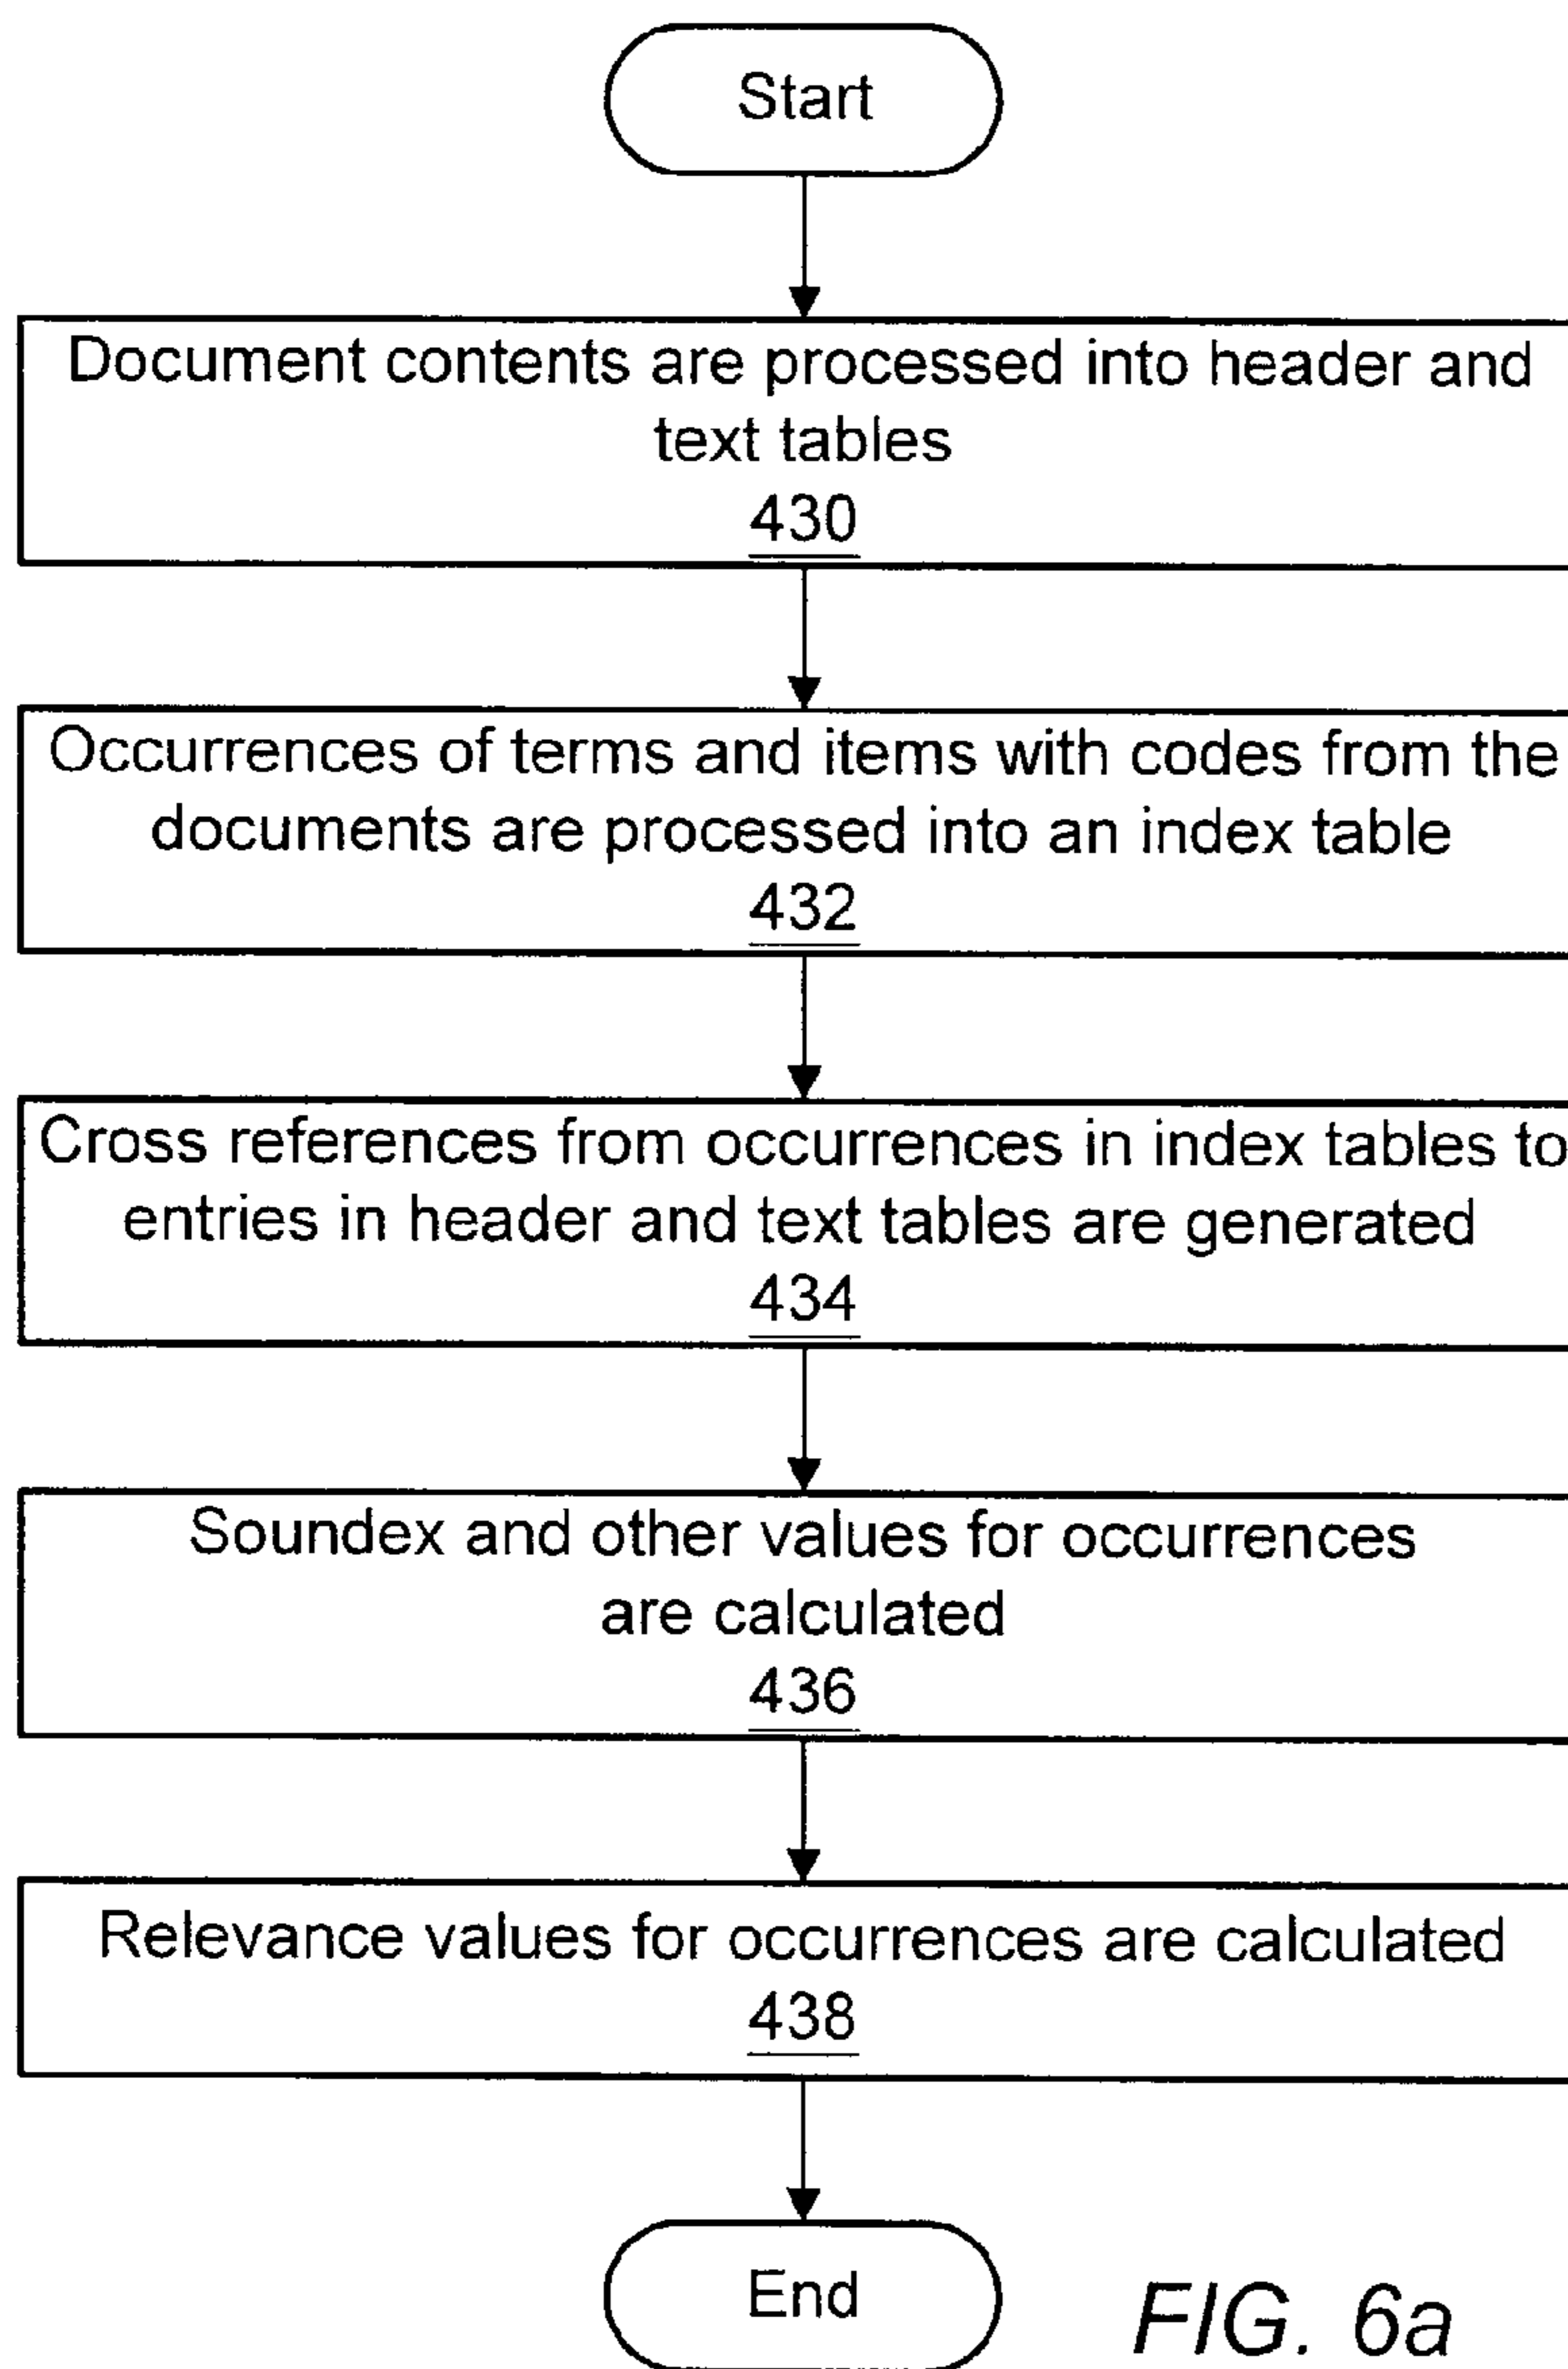 Start
Document contents are processed into header and
text tables
430
Occurrences of terms and items with codes from the
documents are processed into an index table
432
Cross references from occurrences in index tables to
entries in header and text tables are generated
434
Soundex and other values for occurrences
are calculated
436
Relevance values for occurrences are calculated
438
End
FIG. 6a